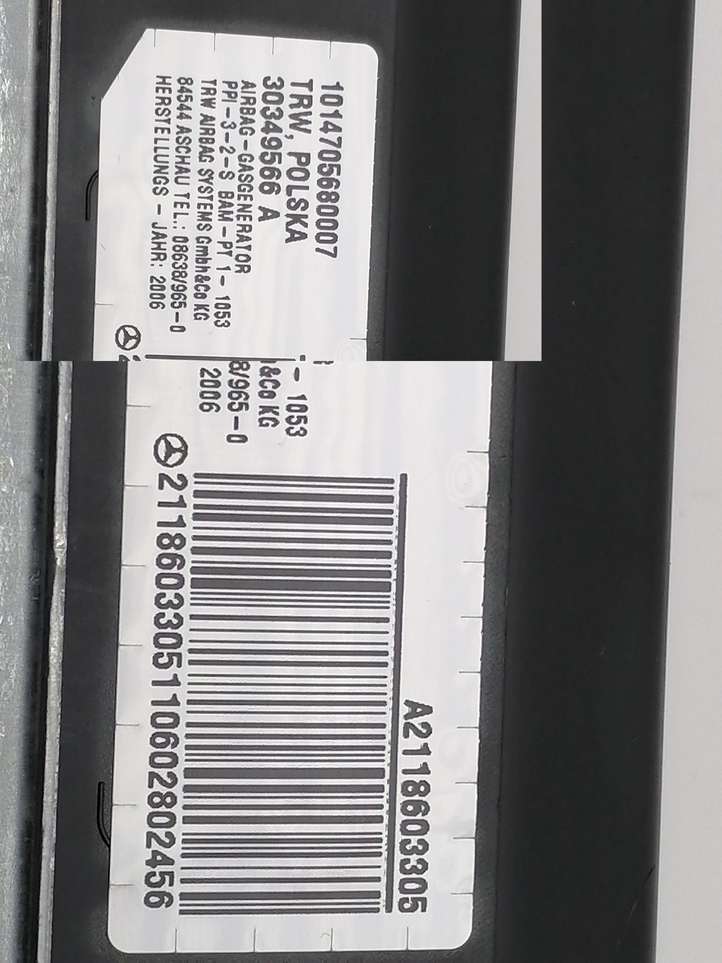 1014705680007
TRW, POLSKA
30349566 A
AIRBAG-GASGENERATOR
PPI-3-2-S BAM-PT 1-1053
TRW AIRBAG SYSTEMS GmbH&Co KG
84544 ASCHAU TEL.: 08638/965-0
HERSTELLUNGS-JAHR: 2006
2
- 1053
&Co KG
8/965-0
2006
A2118603305
2118603305110602802456